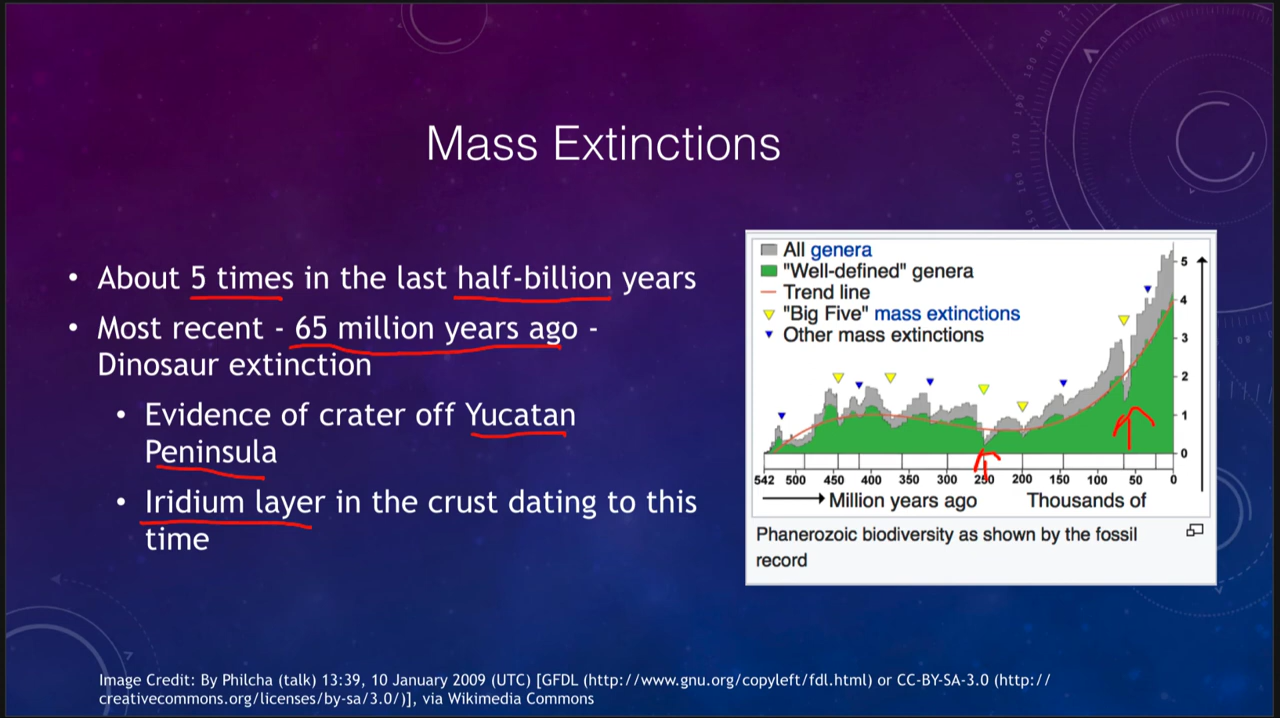 Mass Extinctions
• About 5 times in the last half-billion years
• Most recent - 65 million years ago -
Dinosaur extinction
• Evidence of crater off Yucatan
Peninsula
• Iridium layer in the crust dating to this
time
All genera
"Well-defined" genera
Trend line
"Big Five" mass extinctions
Other mass extinctions
5
4
3
2
1
0
542 500 450 400 350 300 250 200 150 100 50 0
Million years ago Thousands of
Phanerozoic biodiversity as shown by the fossil
record
Image Credit: By Philcha (talk) 13:39, 10 January 2009 (UTC) [GFDL (http://www.gnu.org/copyleft/fdl.html) or CC-BY-SA-3.0 (http://
creativecommons.org/licenses/by-sa/3.0/)], via Wikimedia Commons